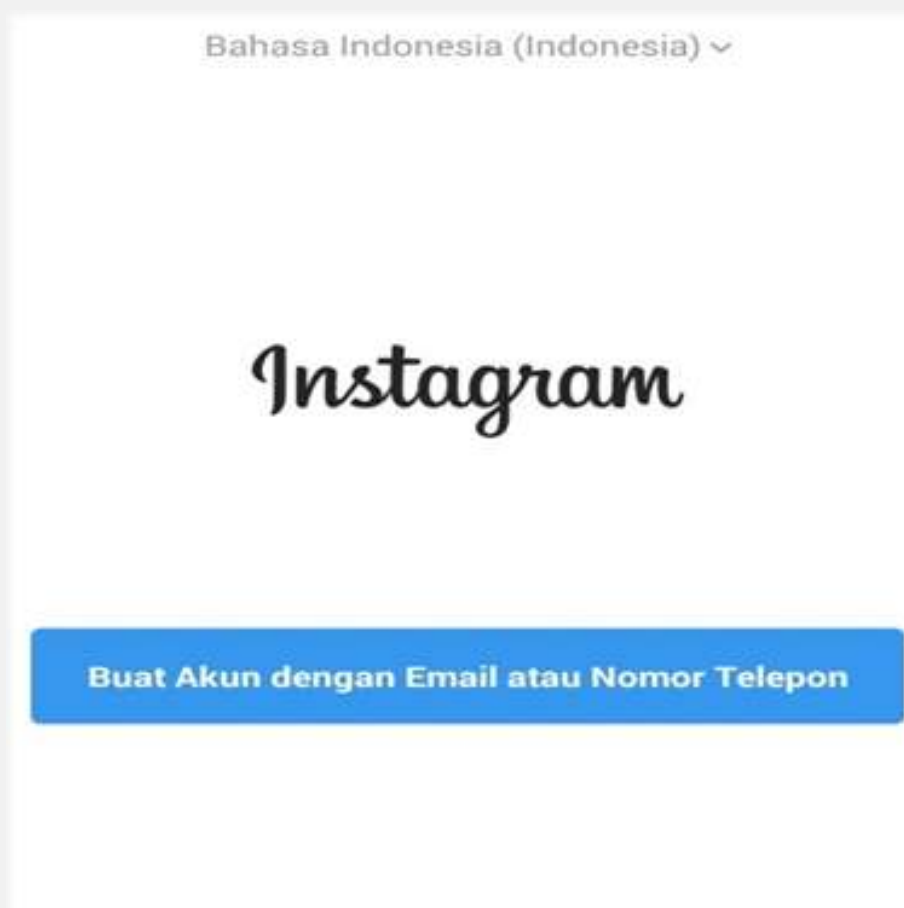 Bahasa Indonesia (Indonesia)
Instagram
Buat Akun dengan Email atau Nomor Telepon